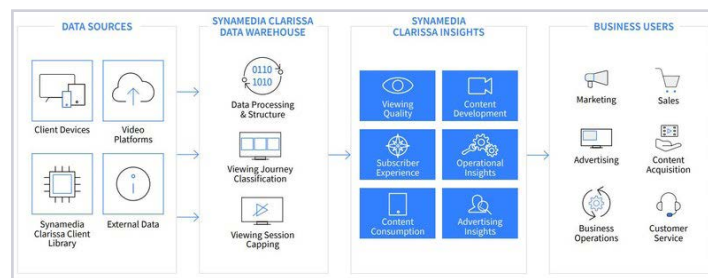 DATA SOURCES
Client Devices
Video
Platforms
Synamedia
Clarissa Client
Library
External Data
SYNAMEDIA CLARISSA
DATA WAREHOUSE
0110
1010
Data Processing
& Structure
Viewing Journey
Classification
Viewing Session
Capping
SYNAMEDIA
CLARISSA INSIGHTS
Viewing
Quality
Content
Development
Subscriber
Experience
Operational
Insights
Content
Consumption
Advertising
Insights
BUSINESS USERS
Marketing
Sales
Advertising
Content
Acquisition
Business
Operations
Customer
Service